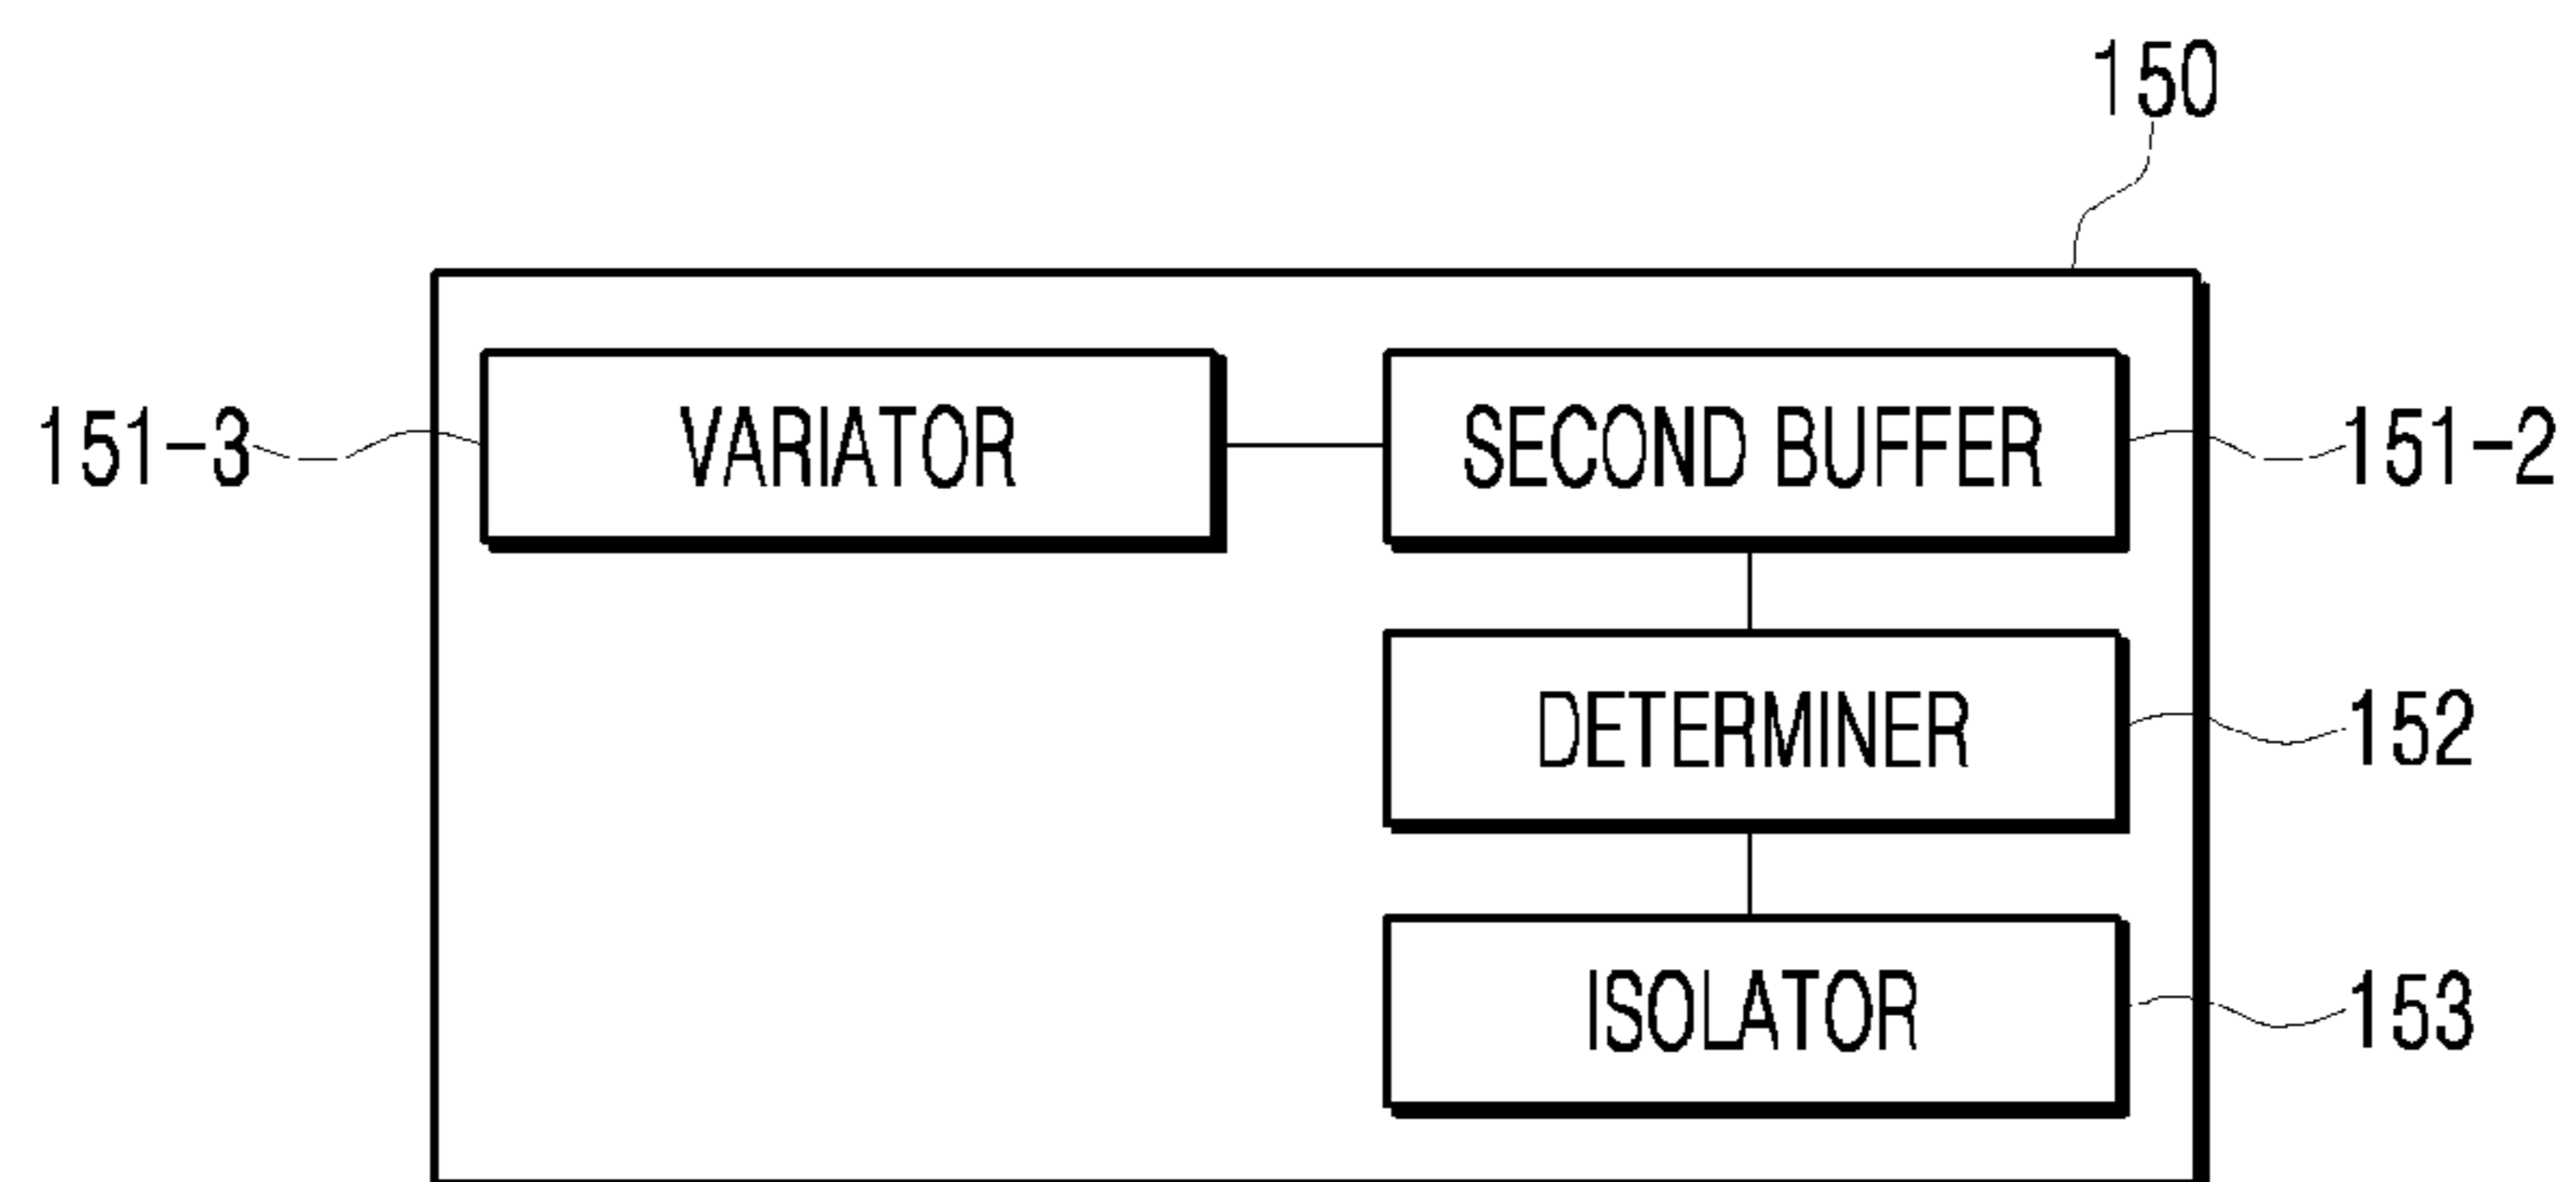 150
151-3 VARIATOR SECOND BUFFER 151-2
DETERMINER 152
ISOLATOR 153